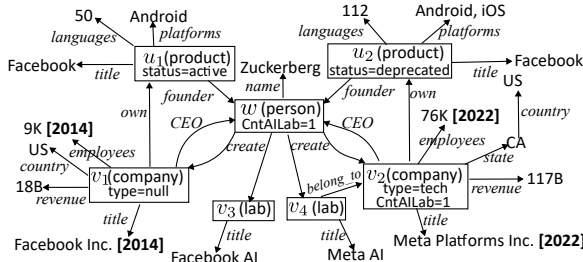 50
Android
112
Android, iOS
languages
platforms
languages
platforms
u1 (product)
status=active
u2 (product)
status=deprecated
Facebook
title
Zuckerberg
title
Facebook
founder
name
founder
US
own
w (person)
CntAILab=1
own
76K [2022]
country
9K [2014]
CEO
CEO
employees
CA
US
employees
create
create
state
country
v1 (company)
type=null
belong_to
v2 (company)
type=tech
CntAILab=1
18B
revenue
v3 (lab)
v4 (lab)
revenue
117B
title
title
title
title
Facebook Inc. [2014]
Facebook AI
Meta AI
Meta Platforms Inc. [2022]